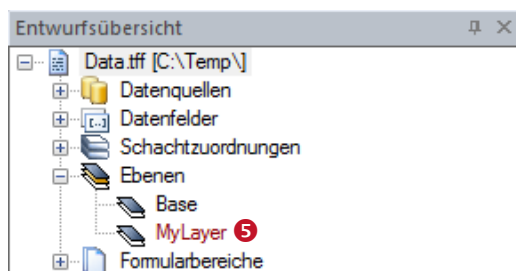 Entwurfsübersicht
Data.tff [C:\Temp\]
Datenquellen
Datenfelder
Schachtzuordnungen
Ebenen
Base
MyLayer 5
Formularbereiche